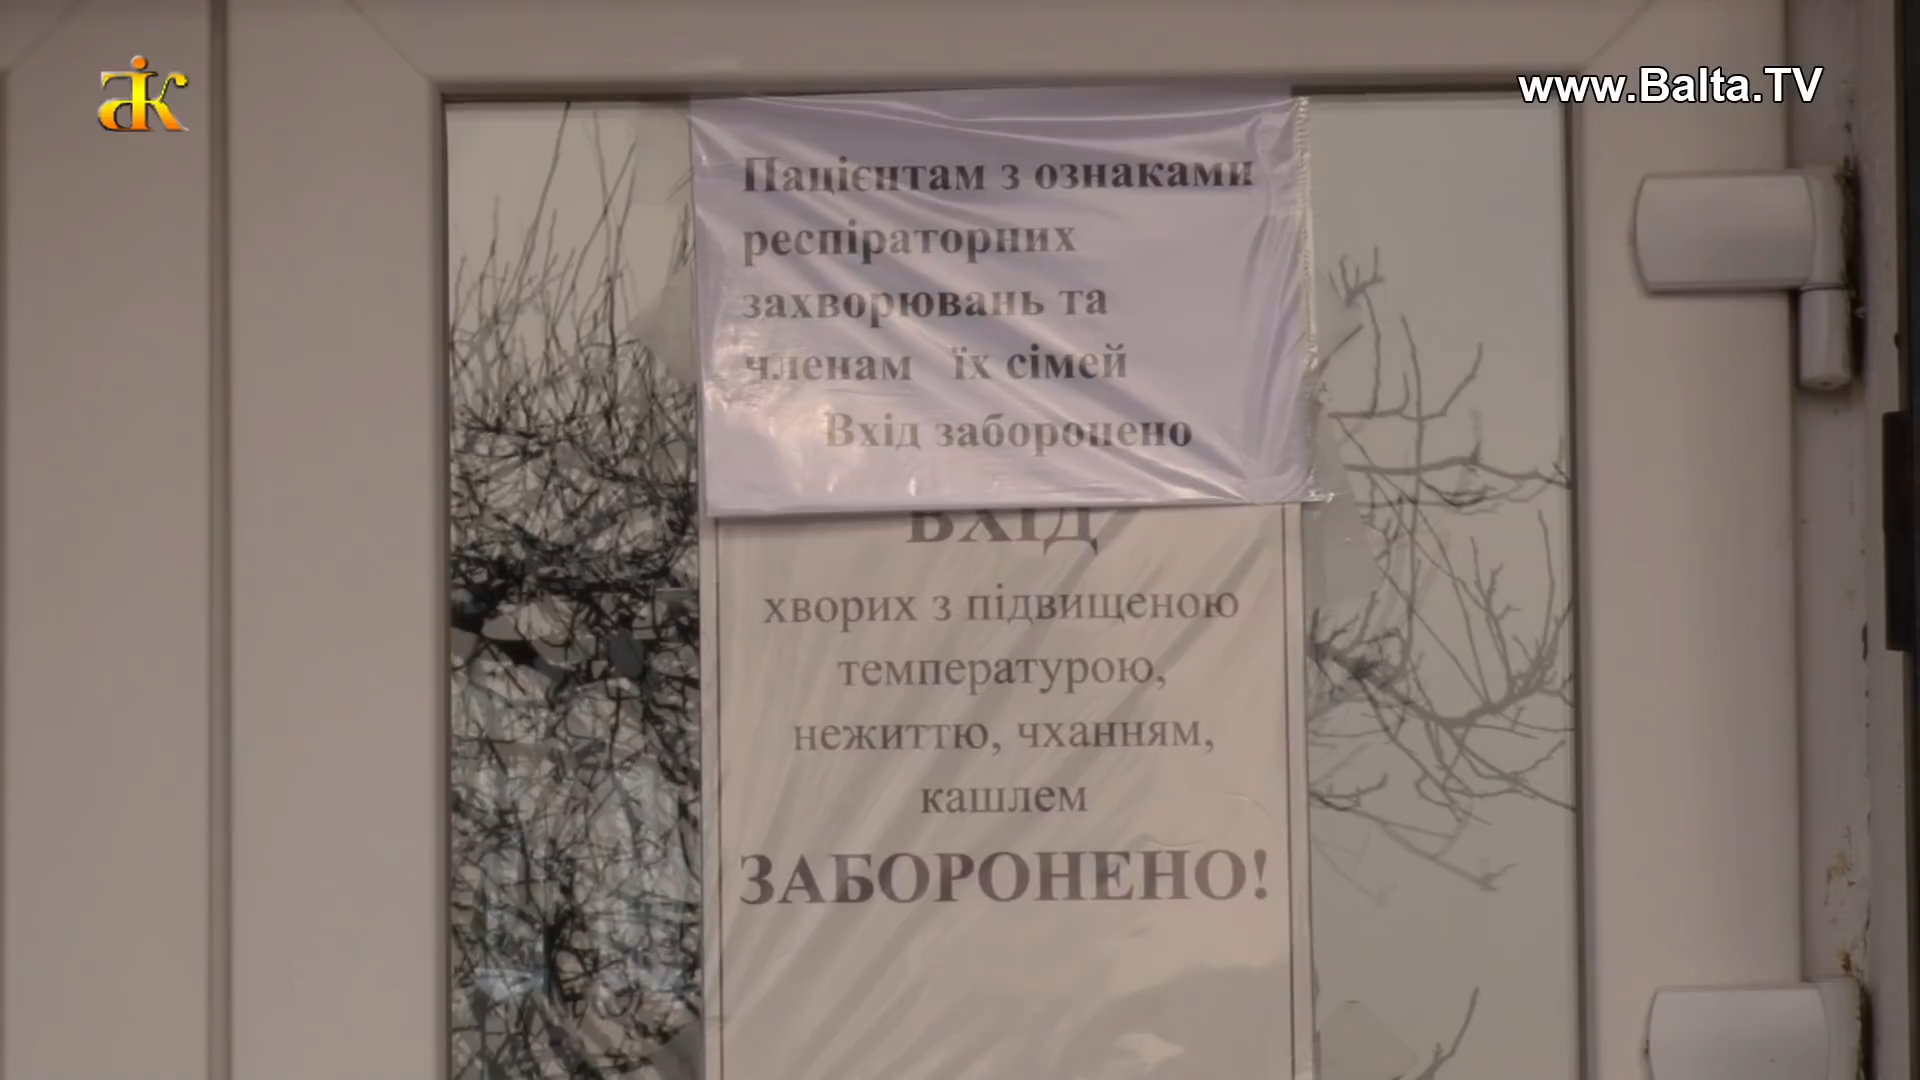 www.Balta.TV
Пацієнтам з ознаками
респіраторних
захворювань та
членам їх сімей
Вхід заборонено
ВХІД
хворих з підвищеною
температурою,
нежиттю, чханням,
кашлем
ЗАБОРОНЕНО!